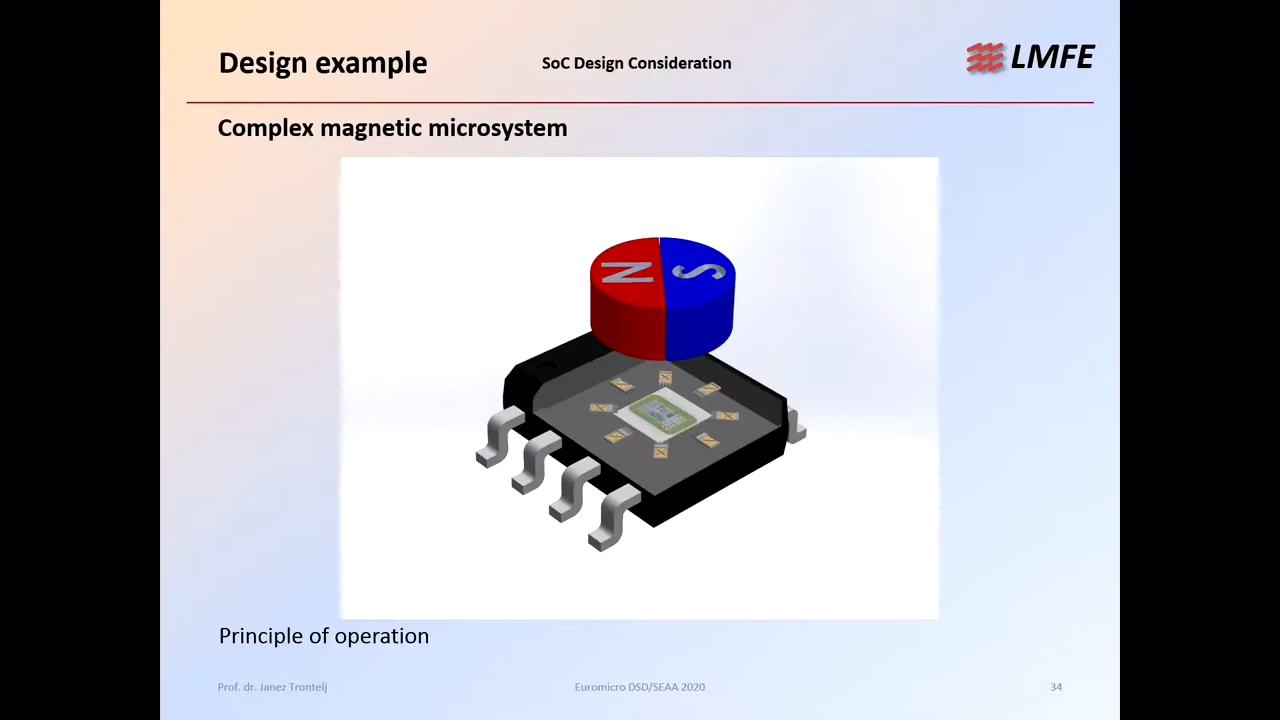 Design example
SoC Design Consideration
LMFE
Complex magnetic microsystem
N
S
Principle of operation
Prof. dr. Janez Trontelj
Euromicro DSD/SEAA 2020
34